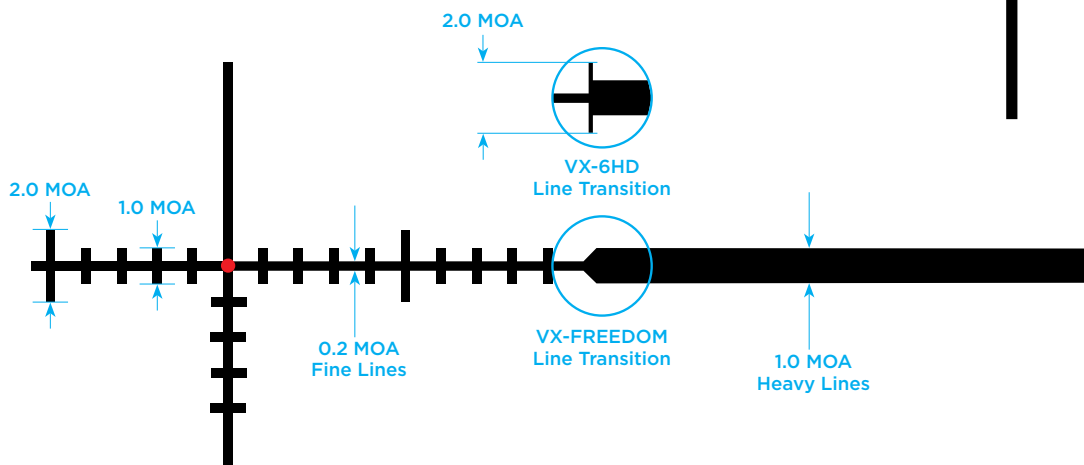 2.0 MOA
VX-6HD
Line Transition
2.0 MOA
1.0 MOA
0.2 MOA
Fine Lines
VX-FREEDOM
Line Transition
1.0 MOA
Heavy Lines